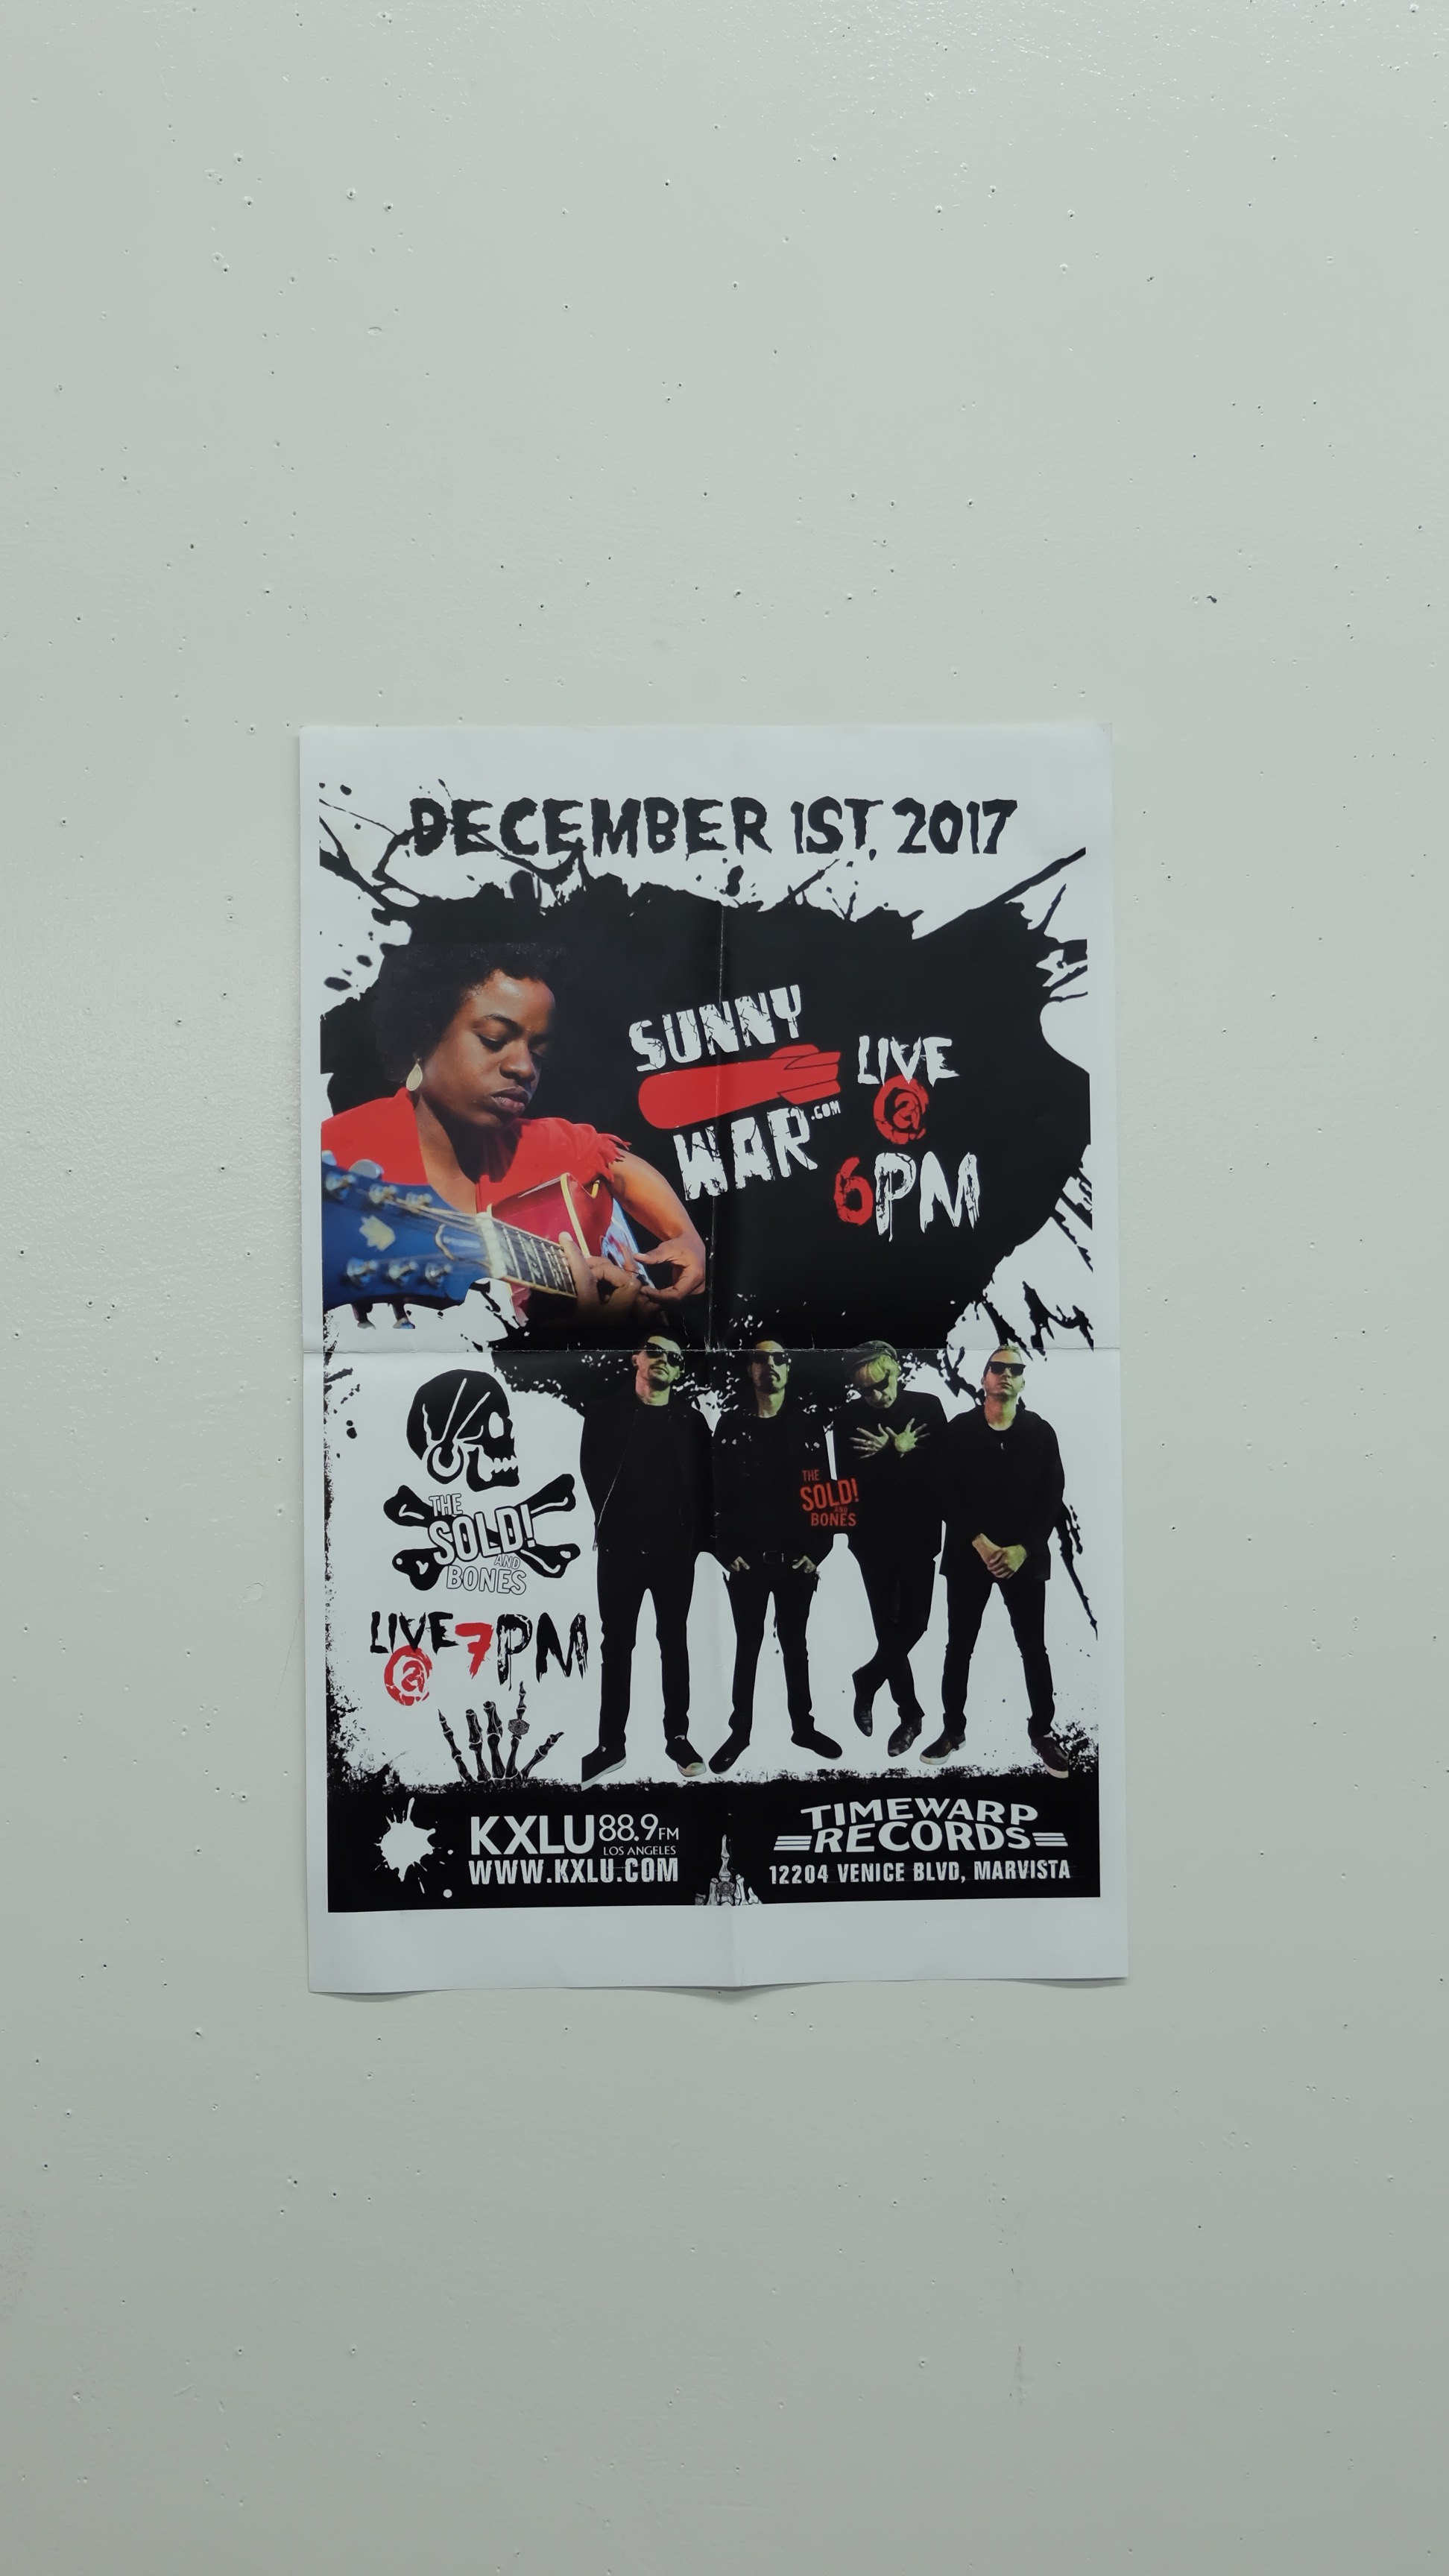 DECEMBER 1ST, 2017
SUNNY
WAR.COM
LIVE
@
6PM
THE
SOLD!
AND
BONES
LIVE
@
7PM
THE
SOLD!
AND
BONES
KXLU 88.9FM
LOS ANGELES
WWW.KXLU.COM
TIMEWARP
RECORDS
12204 VENICE BLVD, MARVISTA